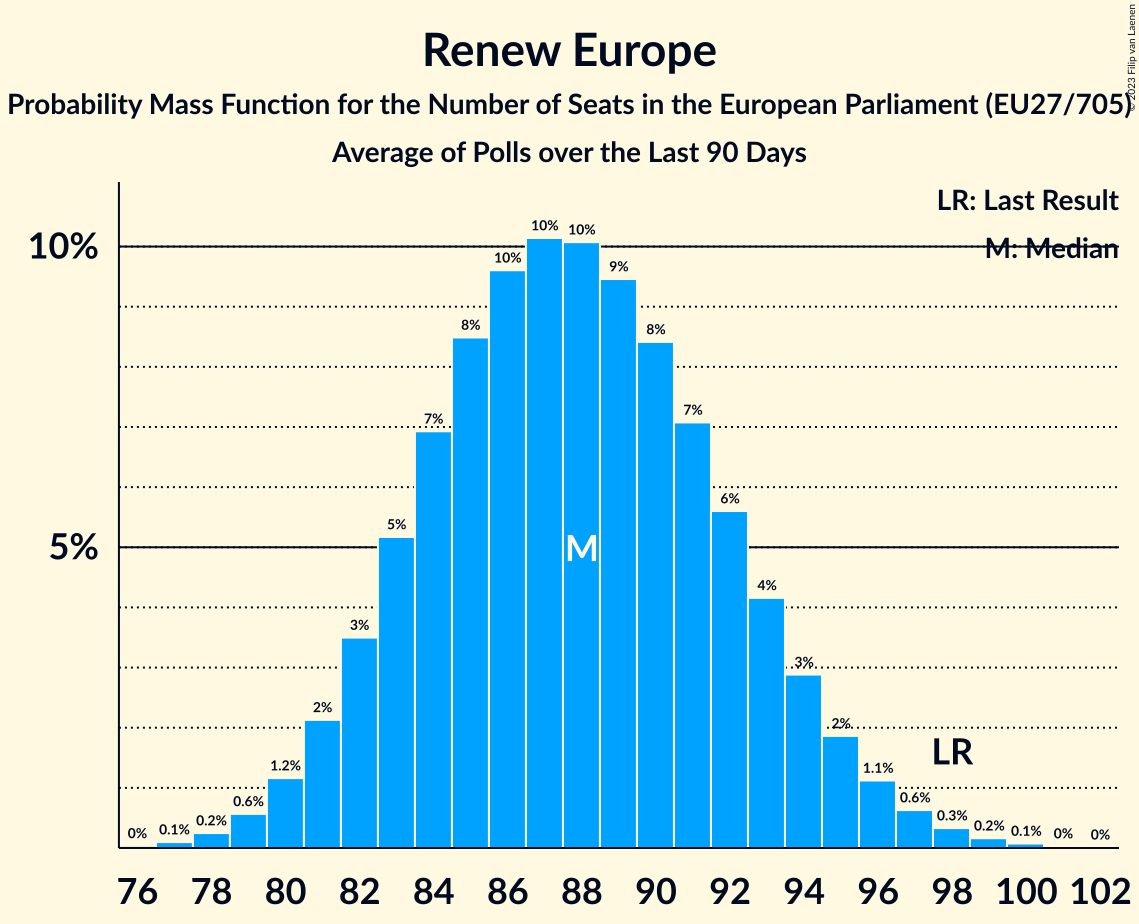 Renew Europe
Probability Mass Function for the Number of Seats in the European Parliament (EU27/705)
Average of Polls over the Last 90 Days
© 2023 Filip van Laenen
LR: Last Result
M: Median
10%
5%
0% 0.1% 0.2% 0.6% 1.2% 2% 3% 5% 7% 8% 10% 10% 10% 9% 8% 7% 6% 4% 3% 2% 1.1% 0.6% 0.3% 0.2% 0.1% 0% 0%
M
LR
76 78 80 82 84 86 88 90 92 94 96 98 100 102